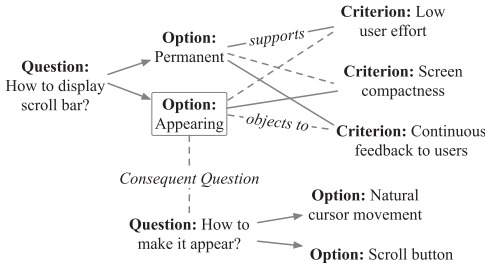 Question:
How to display
scroll bar?
Option:
Permanent
Option:
Appearing
supports
objects to
Criterion: Low
user effort
Criterion: Screen
compactness
Criterion: Continuous
feedback to users
Consequent Question
Question: How to
make it appear?
Option: Natural
cursor movement
Option: Scroll button